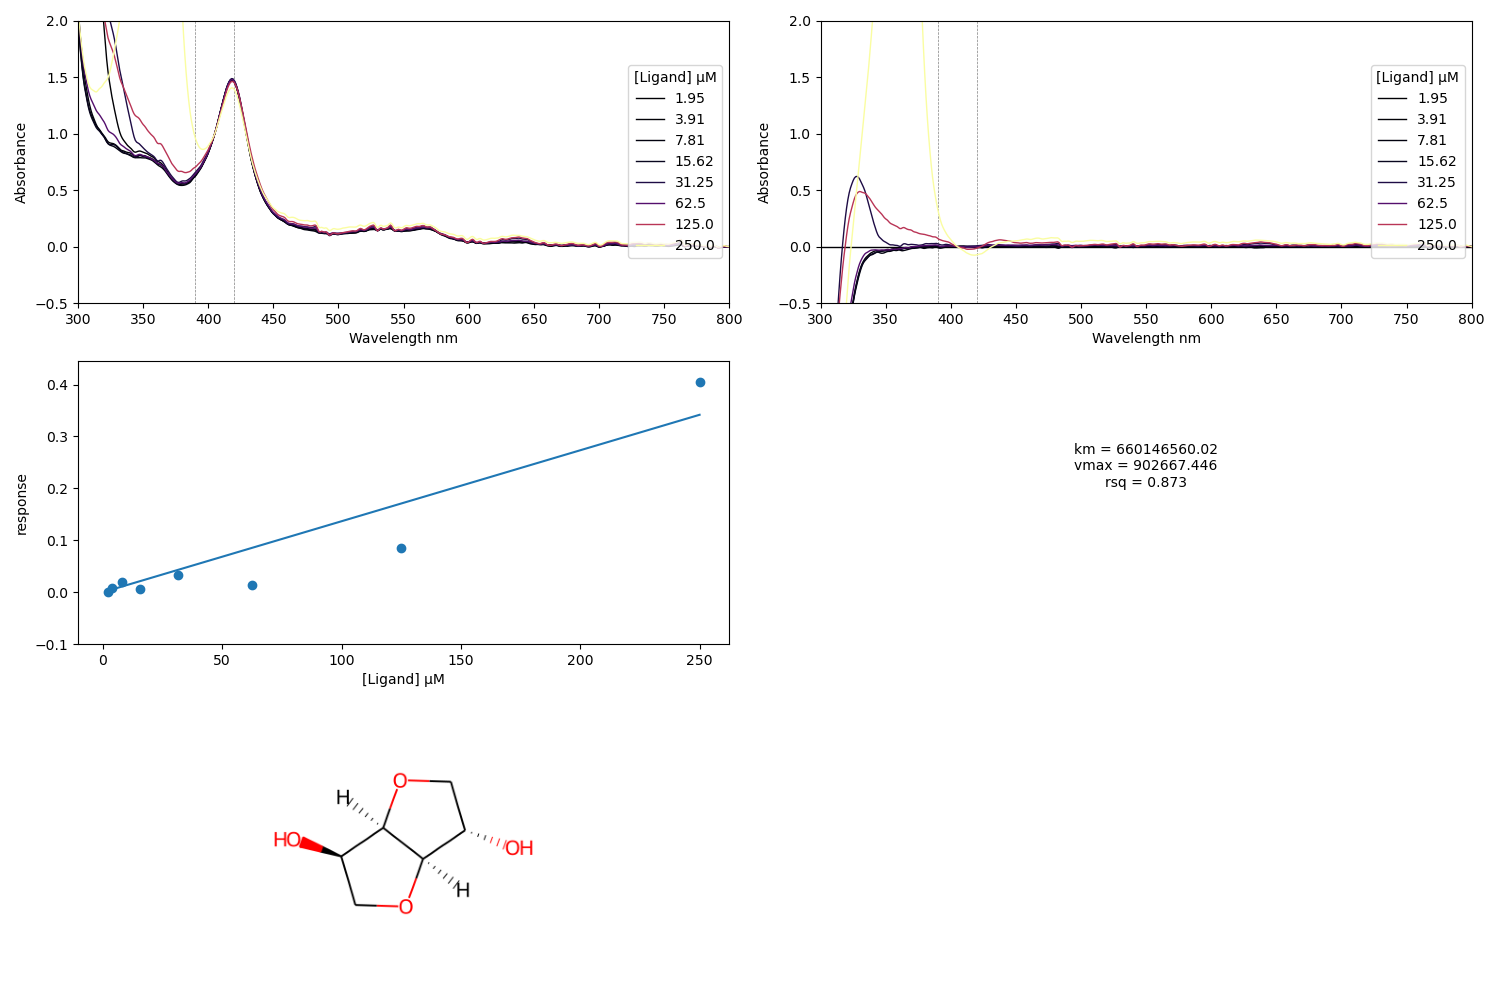 2.0
1.5
1.0
0.5
0.0
−0.5
Absorbance
300 350 400 450 500 550 600 650 700 750 800
Wavelength nm
[Ligand] μM
1.95
3.91
7.81
15.62
31.25
62.5
125.0
250.0
2.0
1.5
1.0
0.5
0.0
−0.5
Absorbance
300 350 400 450 500 550 600 650 700 750 800
Wavelength nm
[Ligand] μM
1.95
3.91
7.81
15.62
31.25
62.5
125.0
250.0
0.4
0.3
0.2
0.1
0.0
−0.1
response
0 50 100 150 200 250
[Ligand] μM
km = 660146560.02
vmax = 902667.446
rsq = 0.873
O
H
HO
OH
H
O